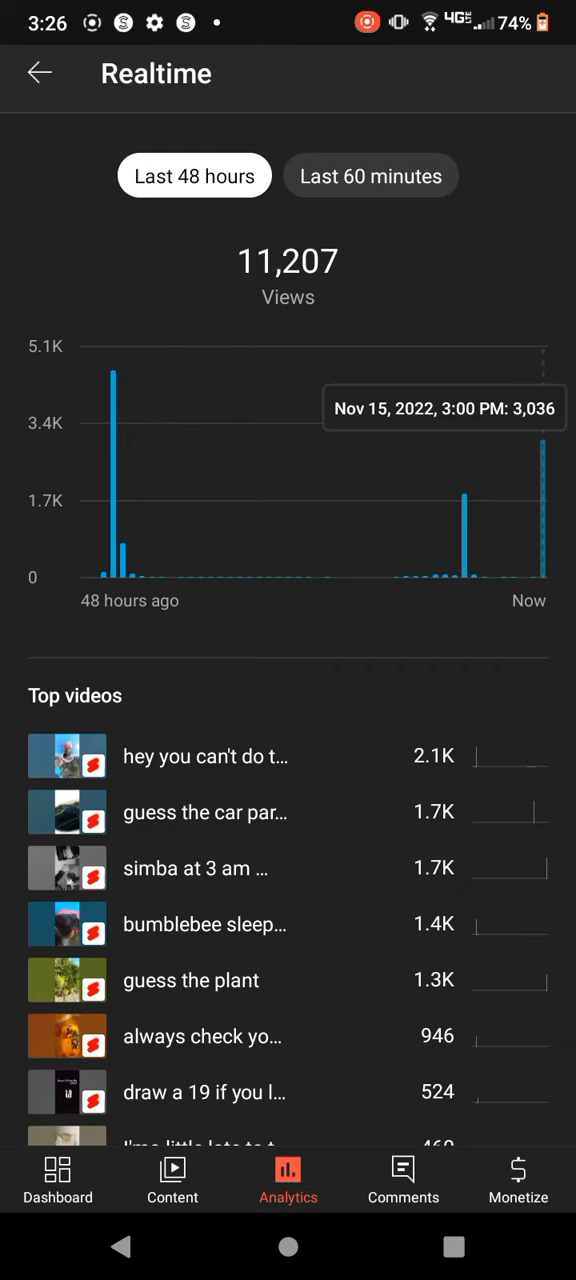 3:26
4G
74%
Realtime
Last 48 hours
Last 60 minutes
11,207
Views
5.1K
Nov 15, 2022, 3:00 PM: 3,036
3.4K
1.7K
0
48 hours ago
Now
Top videos
hey you can't do t... 2.1K
guess the car par... 1.7K
simba at 3 am ... 1.7K
bumblebee sleep... 1.4K
guess the plant 1.3K
always check yo... 946
draw a 19 if you l... 524
Dashboard
Content
Analytics
Comments
Monetize